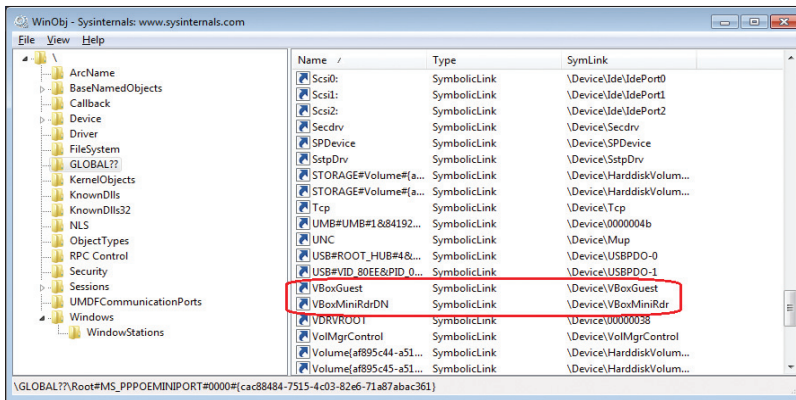 WinObj - Sysinternals: www.sysinternals.com
File View Help
\
ArcName
BaseNamedObjects
Callback
Device
Driver
FileSystem
GLOBAL??
KernelObjects
KnownDlls
KnownDlls32
NLS
ObjectTypes
RPC Control
Security
Sessions
UMDFCommunicationPorts
Windows
WindowStations
Name / Type SymLink
Scsi0: SymbolicLink \Device\Ide\IdePort0
Scsi1: SymbolicLink \Device\Ide\IdePort1
Scsi2: SymbolicLink \Device\Ide\IdePort2
Secdrv SymbolicLink \Device\Secdrv
SPDevice SymbolicLink \Device\SPDevice
SstpDrv SymbolicLink \Device\SstpDrv
STORAGE#Volume#{a... SymbolicLink \Device\HarddiskVolum...
STORAGE#Volume#{a... SymbolicLink \Device\HarddiskVolum...
Tcp SymbolicLink \Device\Tcp
UMB#UMB#1&84192... SymbolicLink \Device\0000004b
UNC SymbolicLink \Device\Mup
USB#ROOT_HUB#4&... SymbolicLink \Device\USBPDO-0
USB#VID_80EE&PID_0... SymbolicLink \Device\USBPDO-1
VBoxGuest SymbolicLink \Device\VBoxGuest
VBoxMiniRdrDN SymbolicLink \Device\VBoxMiniRdr
VDRVROOT SymbolicLink \Device\00000038
VolMgrControl SymbolicLink \Device\VolMgrControl
Volume{af895c44-a51... SymbolicLink \Device\HarddiskVolum...
Volume{af895c45-a51... SymbolicLink \Device\HarddiskVolum...
\GLOBAL??\Root#MS_PPPOEMINIPORT#0000#{cac88484-7515-4c03-82e6-71a87abac361}